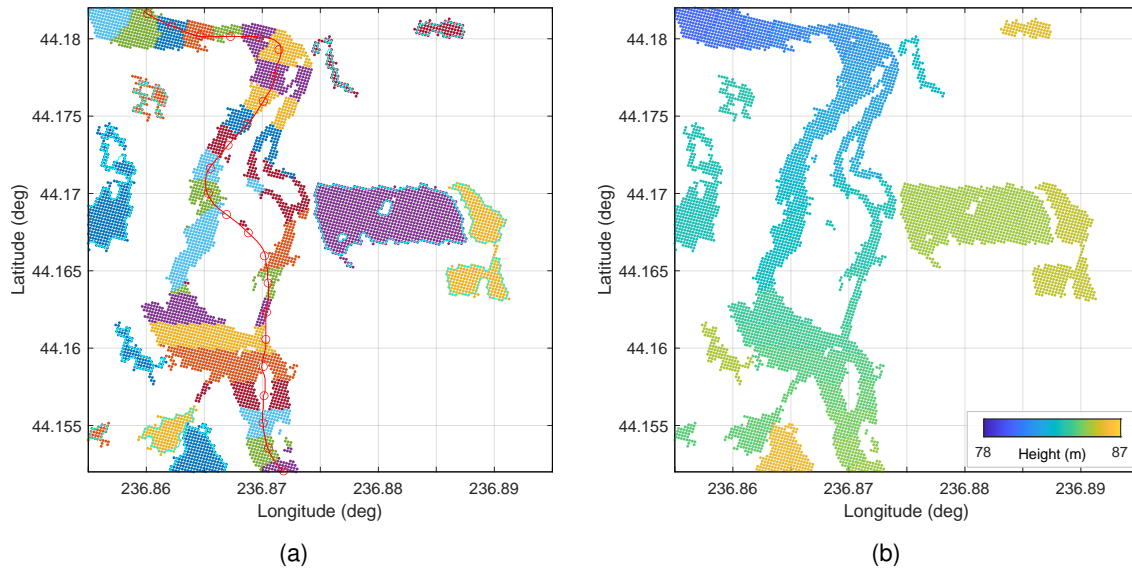 44.18
44.175
44.17
44.165
44.16
44.155
Latitude (deg)
236.86 236.87 236.88 236.89
Longitude (deg)
(a)
44.18
44.175
44.17
44.165
44.16
44.155
Latitude (deg)
78 Height (m) 87
236.86 236.87 236.88 236.89
Longitude (deg)
(b)